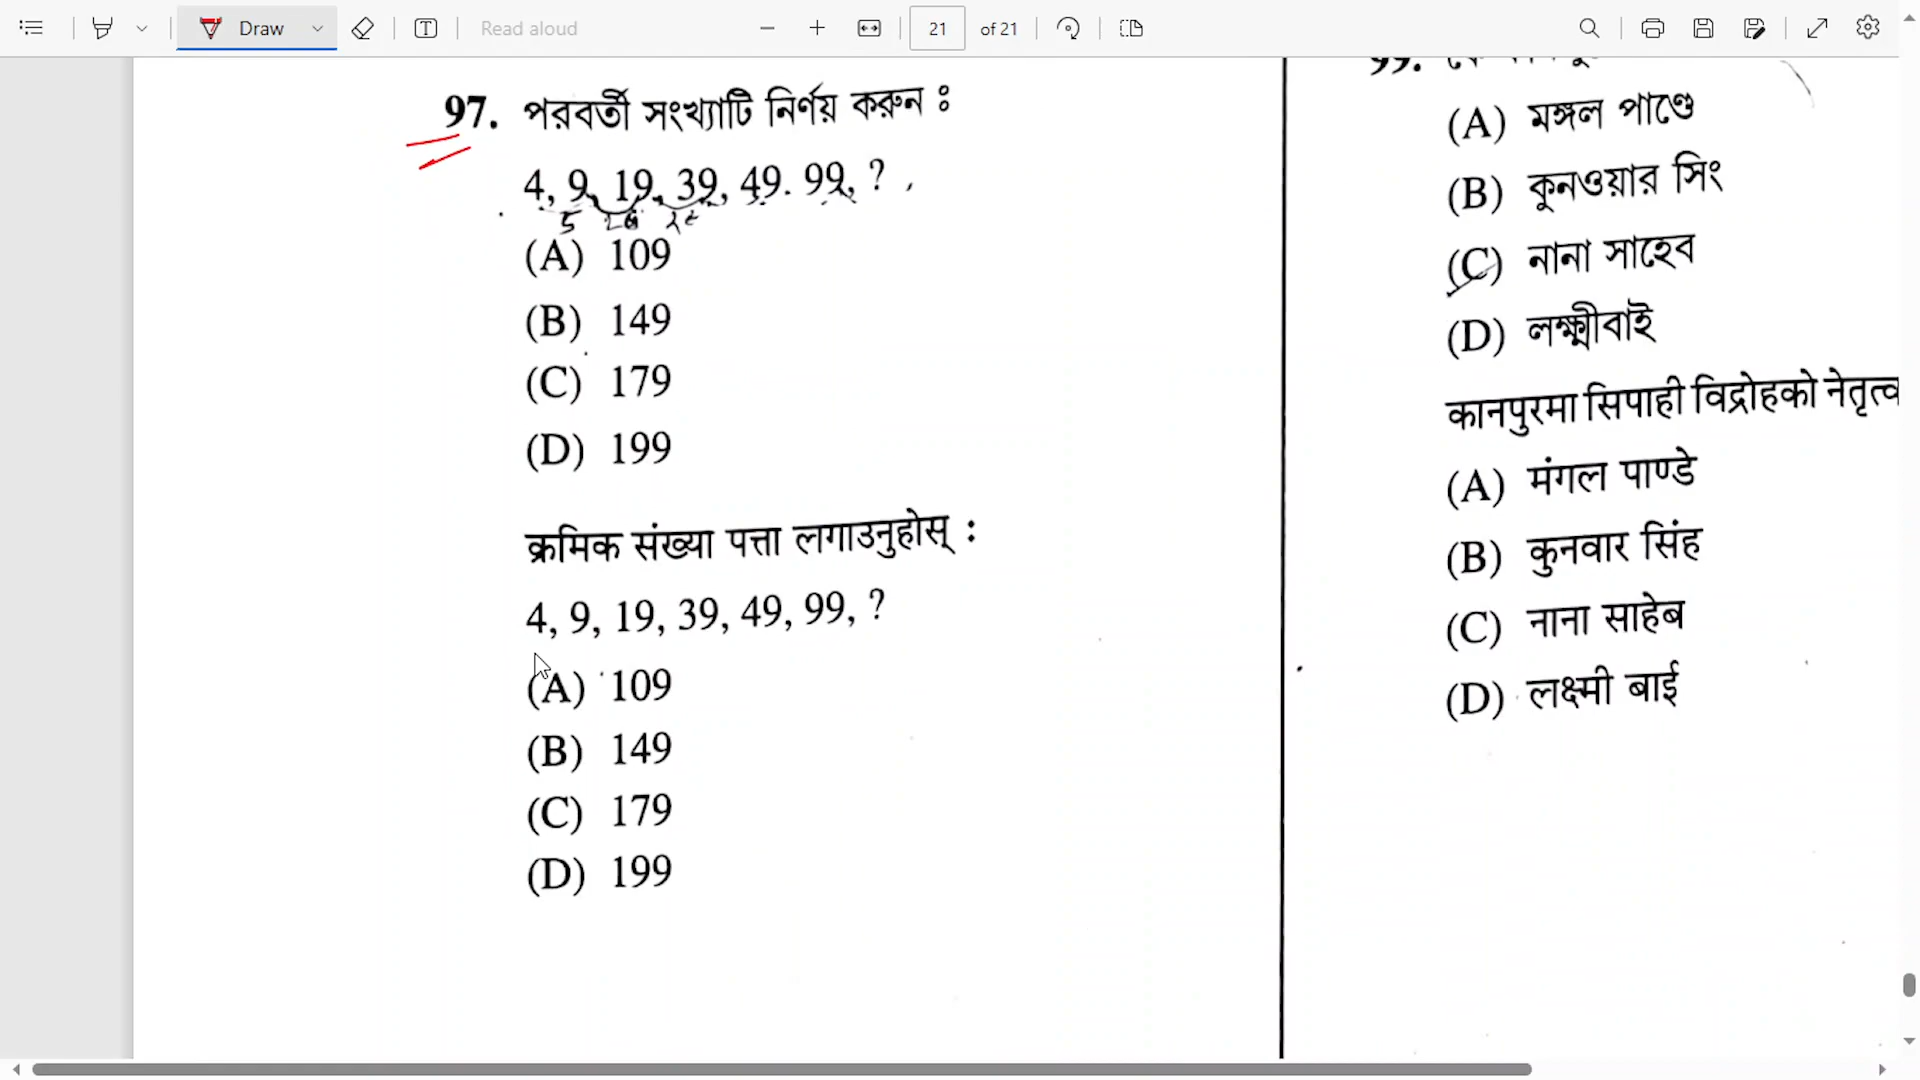 Draw
Read aloud
21 of 21
97. পরবর্তী সংখ্যাটি নির্ণয় করুন ঃ
4, 9, 19, 39, 49. 99, ?
5
(A) 109
(B) 149
(C) 179
(D) 199
क्रमिक संख्या पत्ता लगाउनुहोस् :
4, 9, 19, 39, 49, 99, ?
(A) 109
(B) 149
(C) 179
(D) 199
99.
(A) মঙ্গল পাণ্ডে
(B) কুনওয়ার সিং
(C) নানা সাহেব
(D) লক্ষ্মীবাই
कानपुरमा सिपाही विद्रोहको नेतृत्व
(A) मंगल पाण्डे
(B) कुनवार सिंह
(C) नाना साहेब
(D) लक्ष्मी बाई